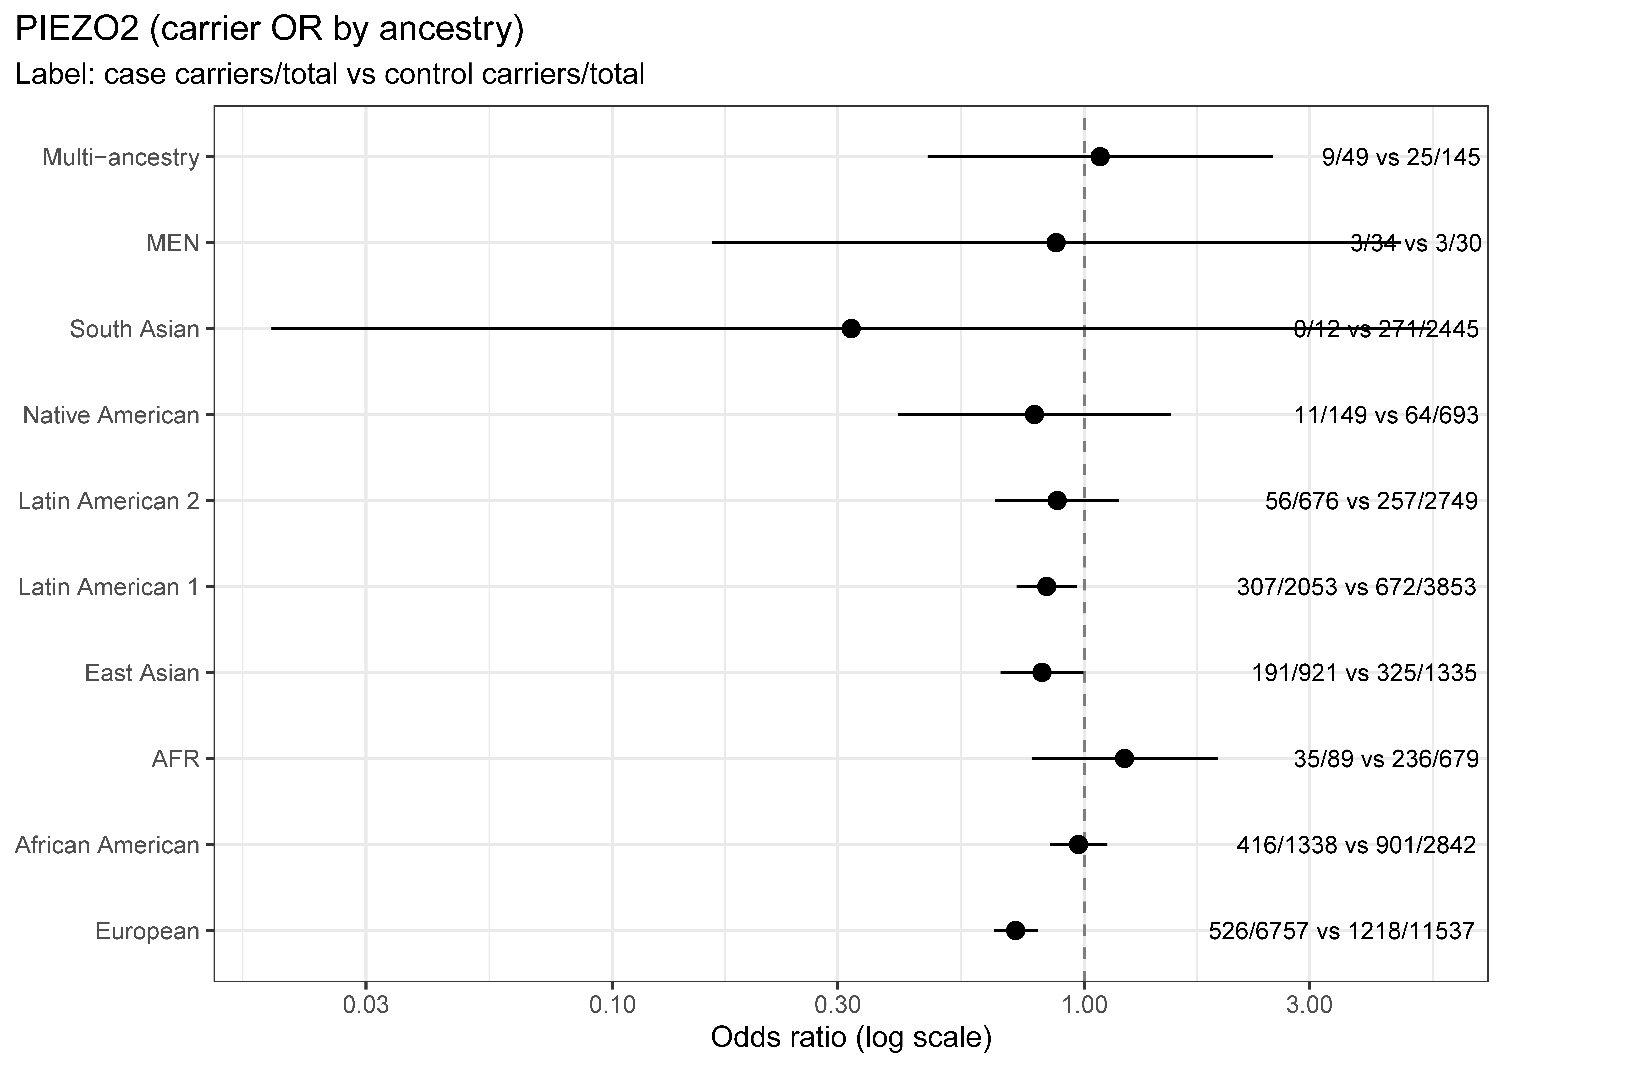 PIEZO2 (carrier OR by ancestry)
Label: case carriers/total vs control carriers/total
Multi−ancestry 9/49 vs 25/145
MEN 3/34 vs 3/30
South Asian 0/12 vs 271/2445
Native American 11/149 vs 64/693
Latin American 2 56/676 vs 257/2749
Latin American 1 307/2053 vs 672/3853
East Asian 191/921 vs 325/1335
AFR 35/89 vs 236/679
African American 416/1338 vs 901/2842
European 526/6757 vs 1218/11537
0.03 0.10 0.30 1.00 3.00
Odds ratio (log scale)